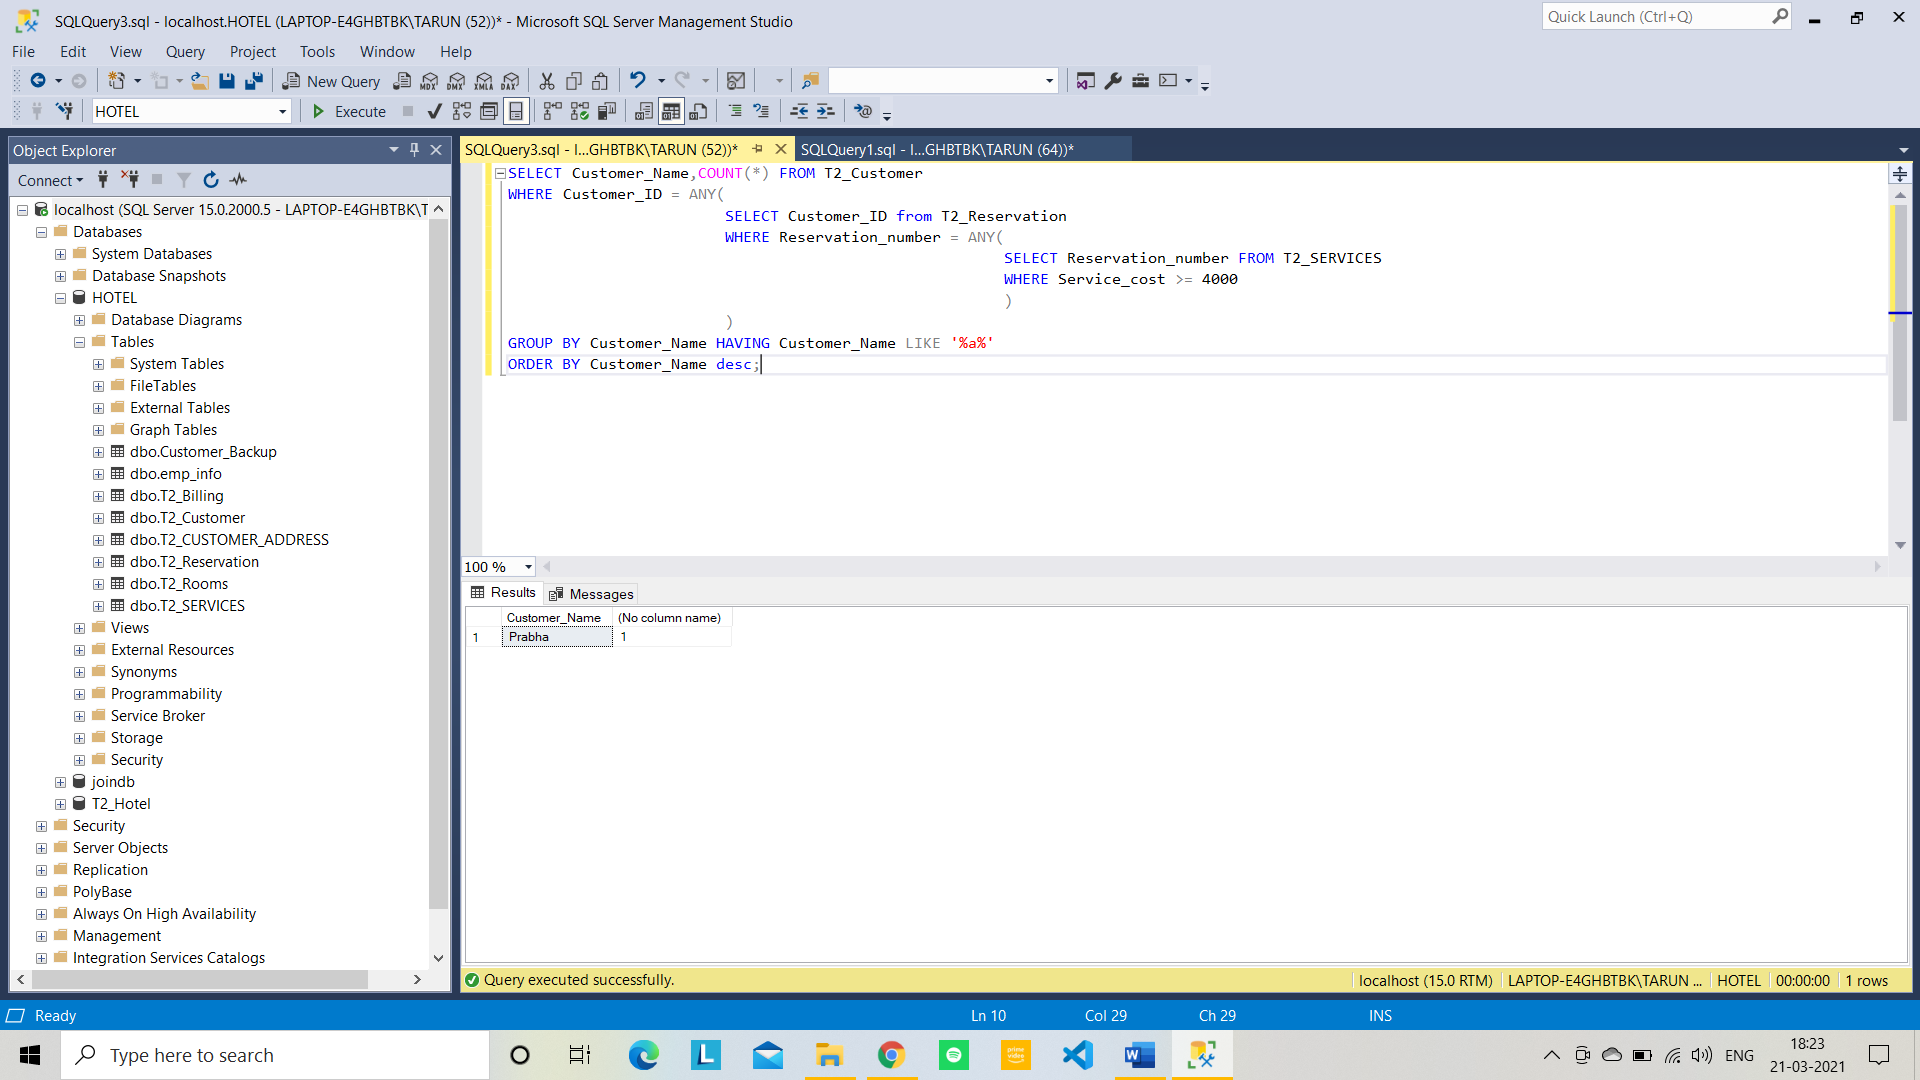 SQLQuery3.sql - localhost.HOTEL (LAPTOP-E4GHBTBK\TARUN (52))* - Microsoft SQL Server Management Studio
Quick Launch (Ctrl+Q)
File Edit View Query Project Tools Window Help
New Query MDX DMX XMLA DAX
HOTEL Execute
Object Explorer
Connect
localhost (SQL Server 15.0.2000.5 - LAPTOP-E4GHBTBK\T
Databases
System Databases
Database Snapshots
HOTEL
Database Diagrams
Tables
System Tables
FileTables
External Tables
Graph Tables
dbo.Customer_Backup
dbo.emp_info
dbo.T2_Billing
dbo.T2_Customer
dbo.T2_CUSTOMER_ADDRESS
dbo.T2_Reservation
dbo.T2_Rooms
dbo.T2_SERVICES
Views
External Resources
Synonyms
Programmability
Service Broker
Storage
Security
joindb
T2_Hotel
Security
Server Objects
Replication
PolyBase
Always On High Availability
Management
Integration Services Catalogs
SQLQuery3.sql - l...GHBTBK\TARUN (52))* SQLQuery1.sql - l...GHBTBK\TARUN (64))*
SELECT Customer_Name,COUNT(*) FROM T2_Customer
WHERE Customer_ID = ANY(
SELECT Customer_ID from T2_Reservation
WHERE Reservation_number = ANY(
SELECT Reservation_number FROM T2_SERVICES
WHERE Service_cost >= 4000
)
)
GROUP BY Customer_Name HAVING Customer_Name LIKE '%a%'
ORDER BY Customer_Name desc;
100 %
Results Messages
Customer_Name (No column name)
1 Prabha 1
Query executed successfully. localhost (15.0 RTM) LAPTOP-E4GHBTBK\TARUN ... HOTEL 00:00:00 1 rows
Ready Ln 10 Col 29 Ch 29 INS
Type here to search
L
prime video
W
ENG
18:23
21-03-2021